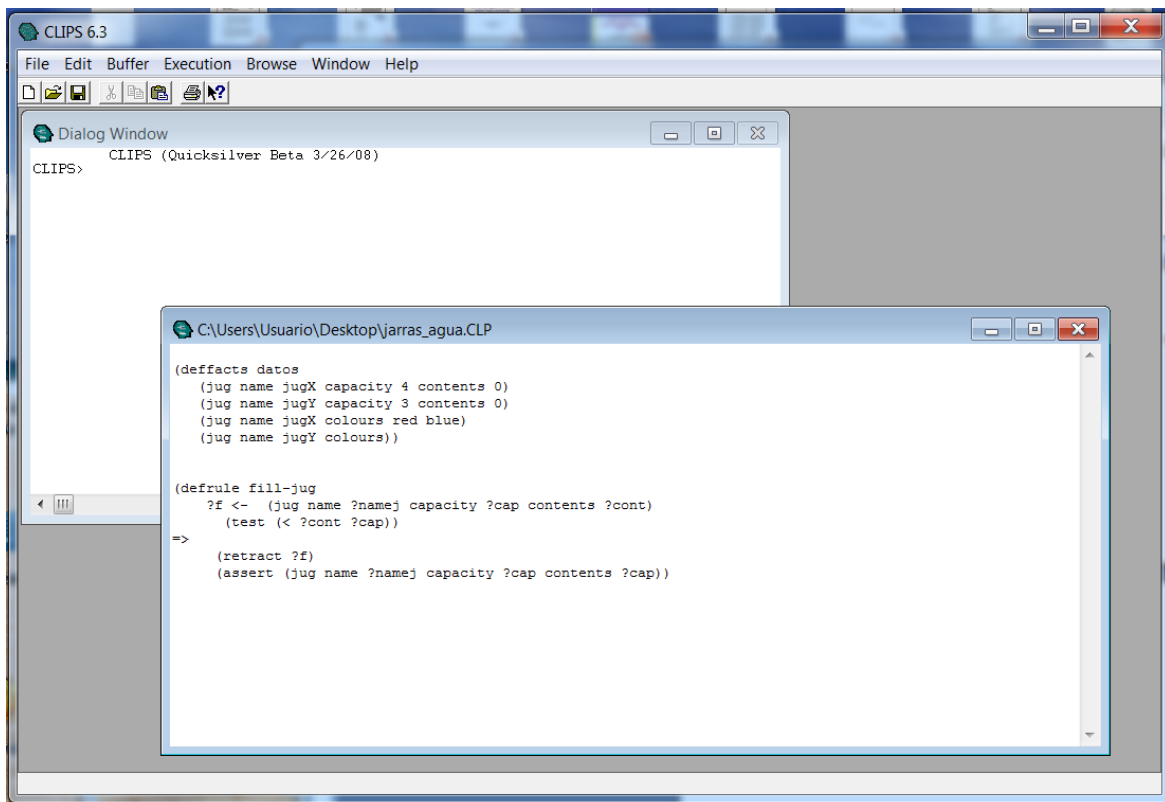 CLIPS 6.3
File Edit Buffer Execution Browse Window Help
Dialog Window
CLIPS (Quicksilver Beta 3/26/08)
CLIPS>
C:\Users\Usuario\Desktop\jarras_agua.CLP
(deffacts datos
(jug name jugX capacity 4 contents 0)
(jug name jugY capacity 3 contents 0)
(jug name jugX colours red blue)
(jug name jugY colours))
(defrule fill-jug
?f <- (jug name ?namej capacity ?cap contents ?cont)
(test (< ?cont ?cap))
=>
(retract ?f)
(assert (jug name ?namej capacity ?cap contents ?cap))